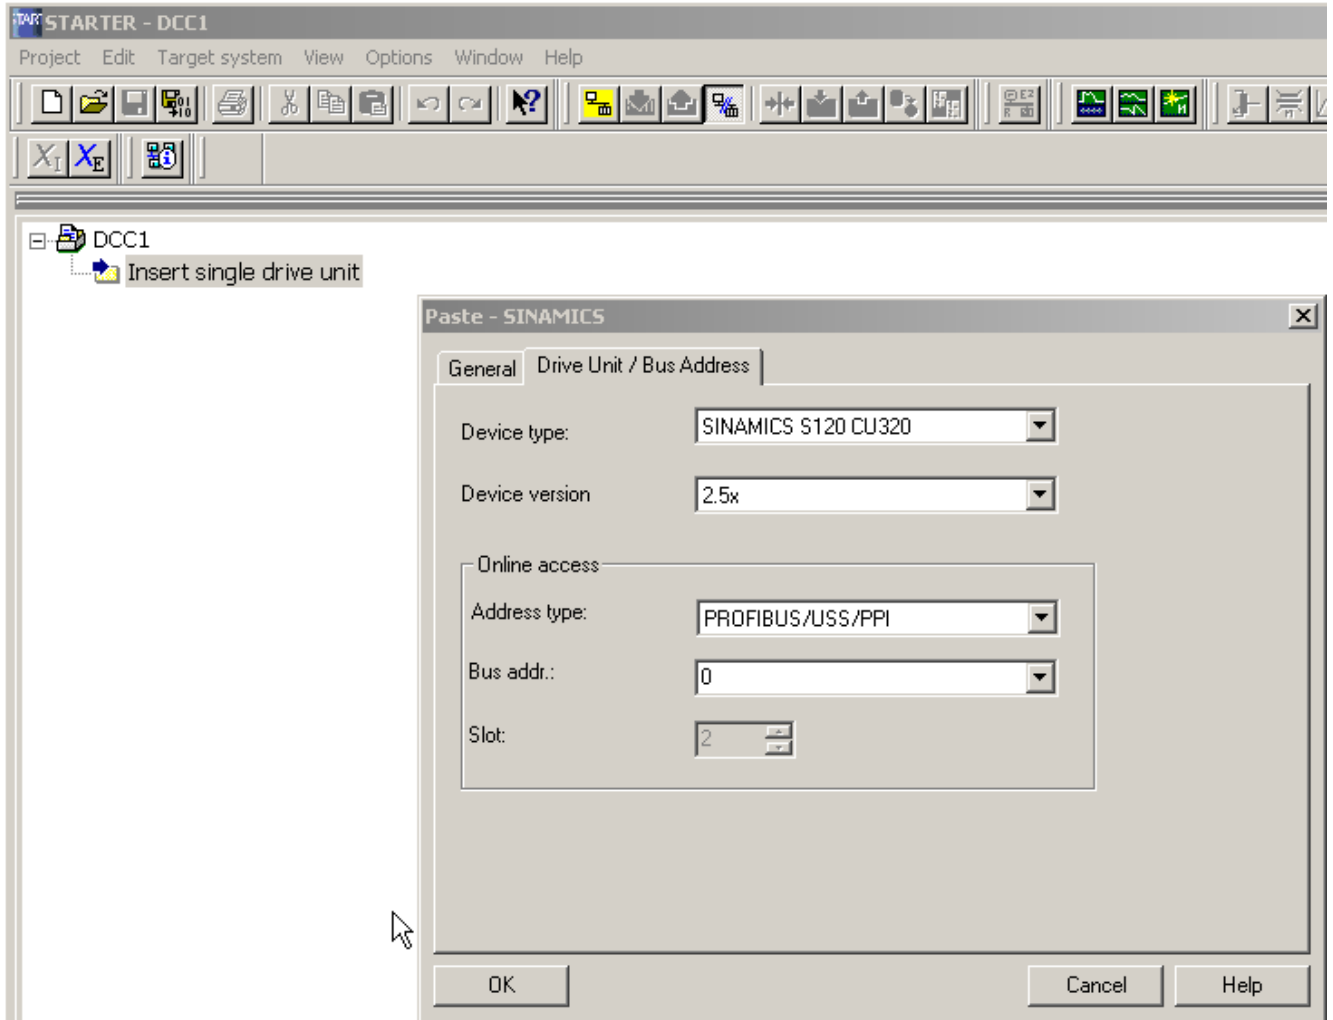 STARTER - DCC1
Project Edit Target system View Options Window Help
XI XE
DCC1
Insert single drive unit
Paste - SINAMICS
General Drive Unit / Bus Address
Device type: SINAMICS S120 CU320
Device version 2.5x
Online access
Address type: PROFIBUS/USS/PPI
Bus addr.: 0
Slot: 2
OK Cancel Help